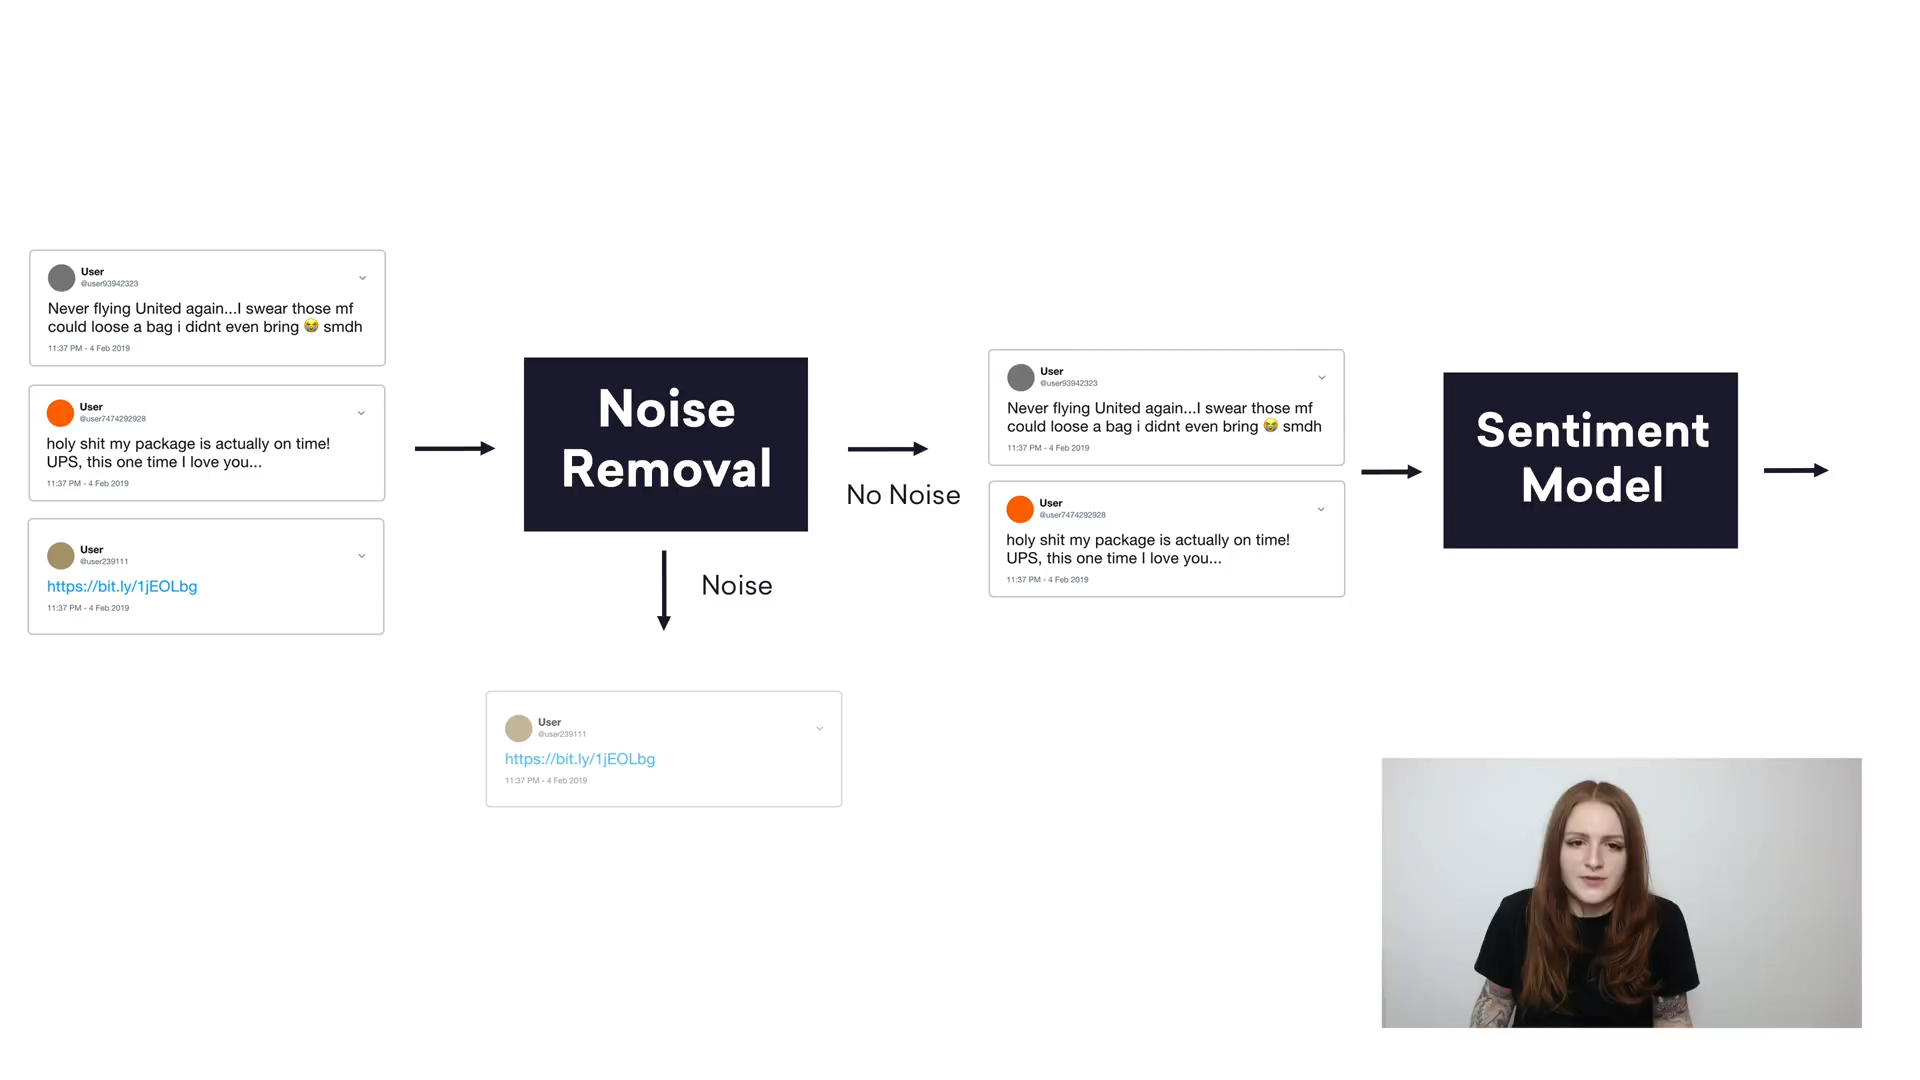 User
@user93942323
Never flying United again...I swear those mf
could loose a bag i didnt even bring 😭 smdh
11:37 PM - 4 Feb 2019
User
@user7474292928
holy shit my package is actually on time!
UPS, this one time I love you...
11:37 PM - 4 Feb 2019
User
@user239111
https://bit.ly/1jEOLbg
11:37 PM - 4 Feb 2019
Noise
Removal
No Noise
Noise
User
@user239111
https://bit.ly/1jEOLbg
11:37 PM - 4 Feb 2019
User
@user93942323
Never flying United again...I swear those mf
could loose a bag i didnt even bring 😭 smdh
11:37 PM - 4 Feb 2019
User
@user7474292928
holy shit my package is actually on time!
UPS, this one time I love you...
11:37 PM - 4 Feb 2019
Sentiment
Model